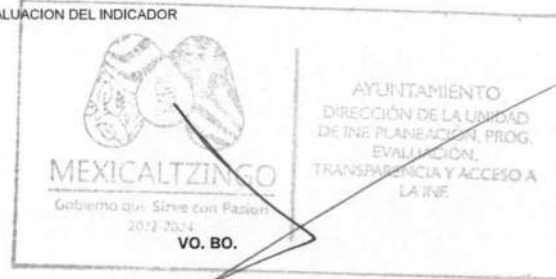 ALUACION DEL INDICADOR
MEXICALTZINGO
Gobierno que Sirve con Pasión
2022-2024
AYUNTAMIENTO
DIRECCIÓN DE LA UNIDAD
DE INF. PLANEACIÓN, PROG.
EVALUACIÓN,
TRANSPARENCIA Y ACCESO A
LA INF.
VO. BO.